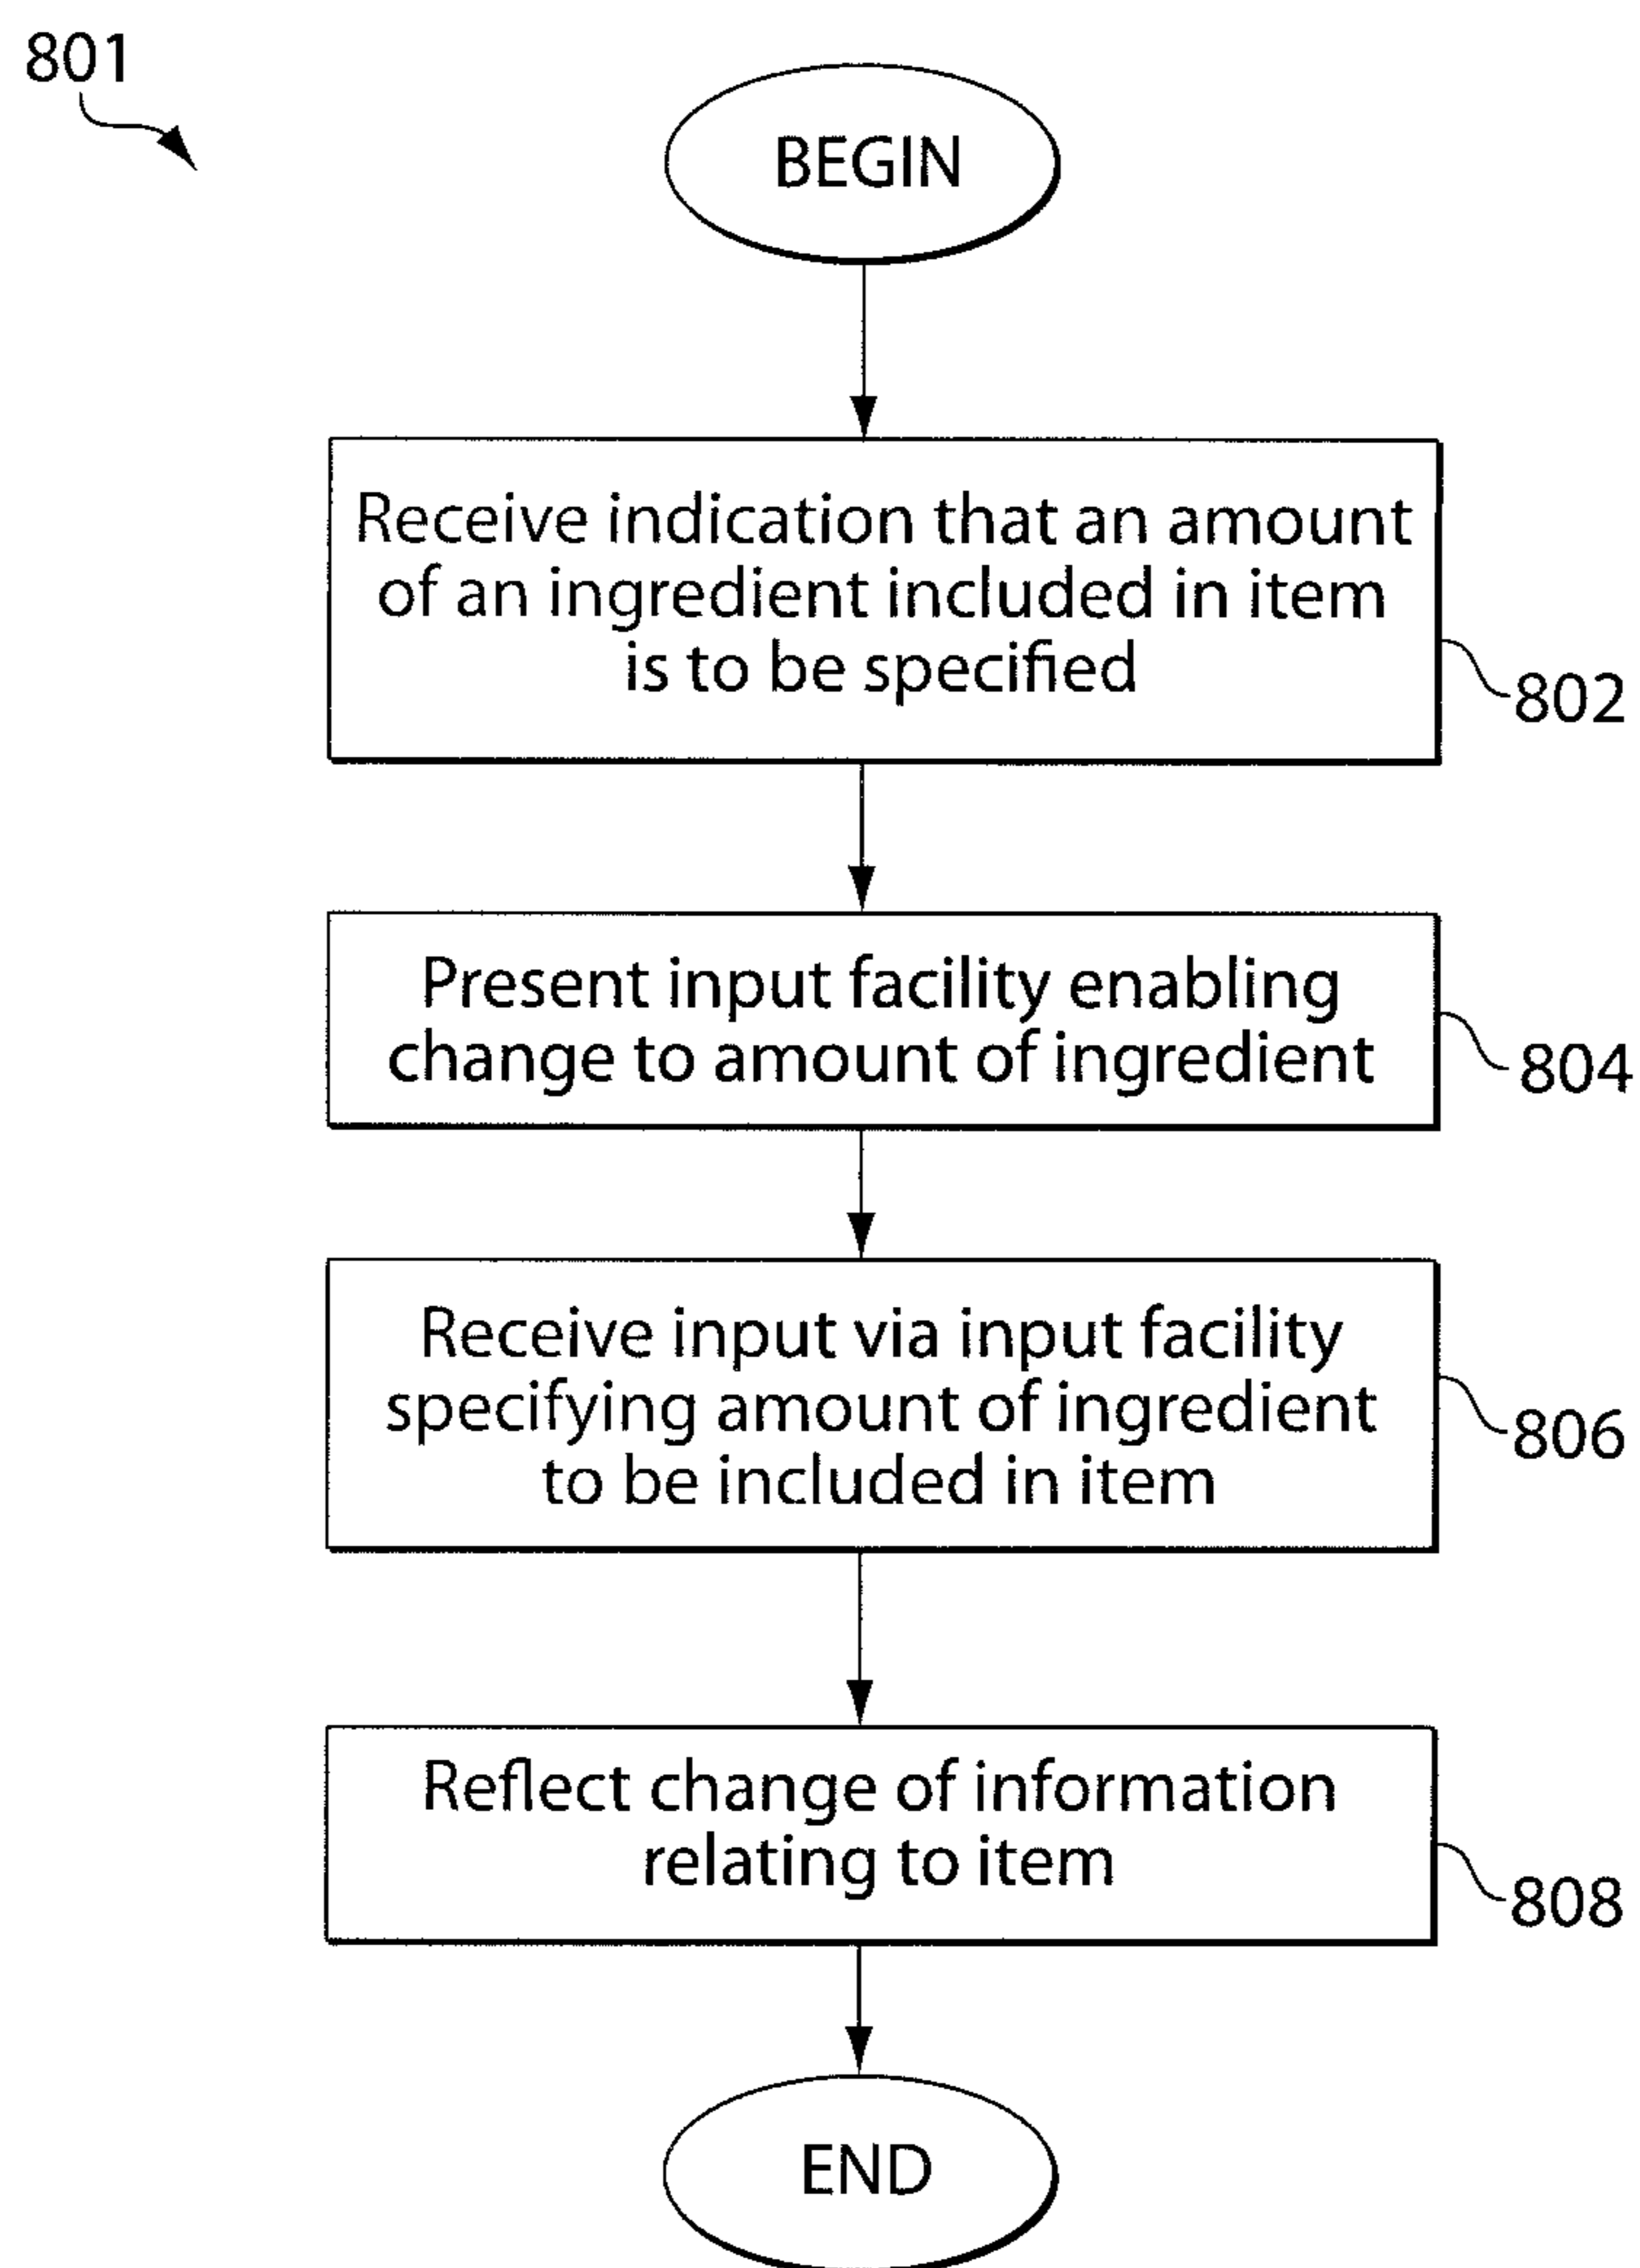 801
BEGIN
Receive indication that an amount
of an ingredient included in item
is to be specified
802
Present input facility enabling
change to amount of ingredient
804
Receive input via input facility
specifying amount of ingredient
to be included in item
806
Reflect change of information
relating to item
808
END